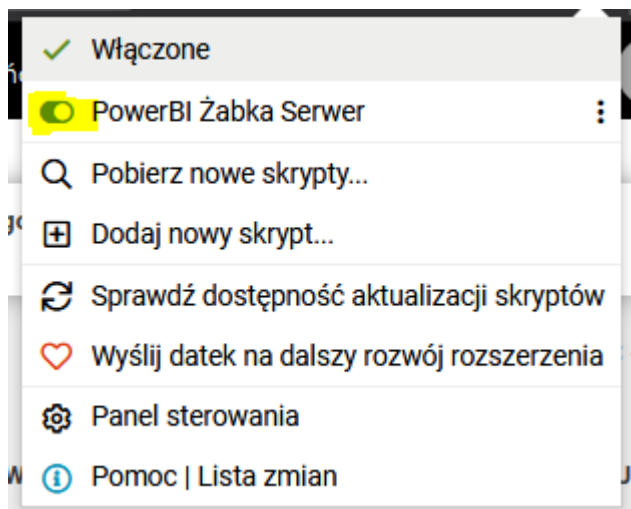 Włączone
PowerBI Żabka Serwer
Pobierz nowe skrypty...
Dodaj nowy skrypt...
Sprawdź dostępność aktualizacji skryptów
Wyślij datek na dalszy rozwój rozszerzenia
Panel sterowania
Pomoc | Lista zmian